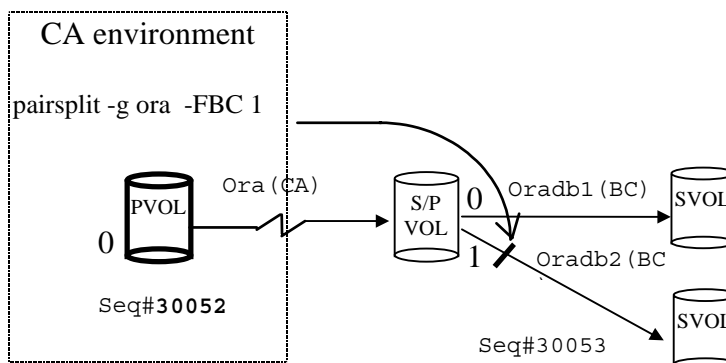 CA environment
pairsplit -g ora -FBC 1
Ora(CA)
PVOL
0
S/P
VOL
0
Oradb1(BC)
SVOL
1
Oradb2(BC
Seq#30052
Seq#30053
SVOL